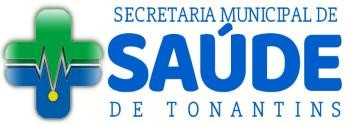 SECRETARIA MUNICIPAL DE
SAÚDE
DE TONANTINS